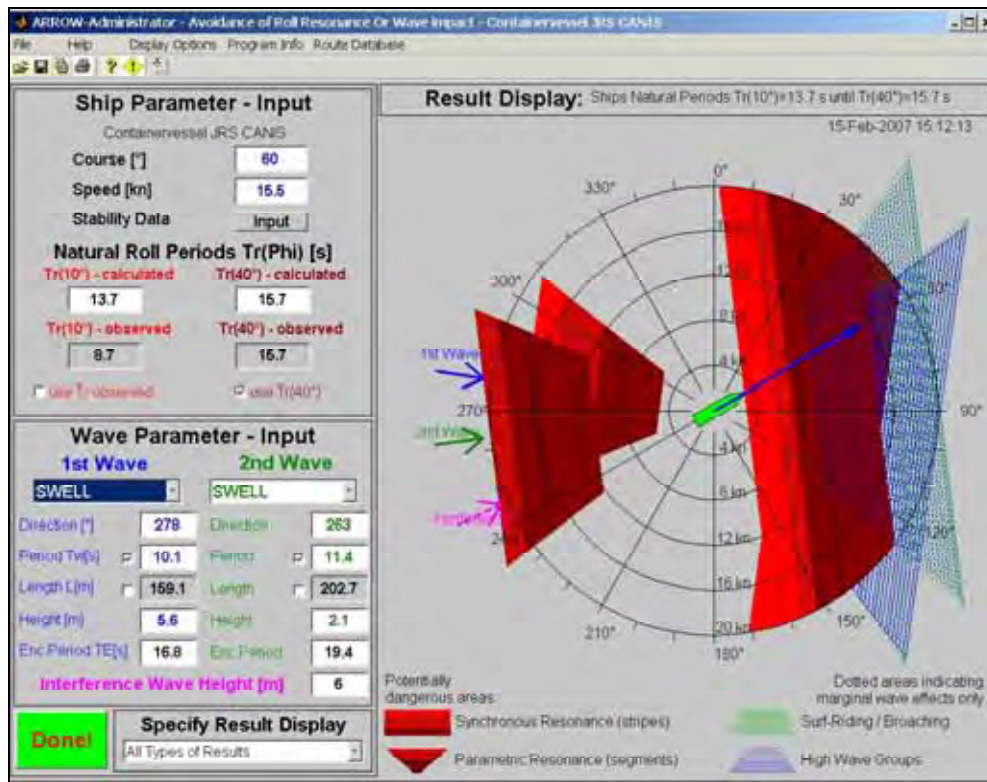 ARROW-Administrator - Avoidance of Roll Resonance Or Wave Impact - Containervessel JRS CANIS
File Help Display Options Program Info Route Database
Ship Parameter - Input
Containervessel JRS CANIS
Course [°] 60
Speed [kn] 15.5
Stability Data Input
Natural Roll Periods Tr(Phi) [s]
Tr(10°) - calculated Tr(40°) - calculated
13.7 15.7
Tr(10°) - observed Tr(40°) - observed
8.7 15.7
use Tr observed use Tr(40°)
Wave Parameter - Input
1st Wave 2nd Wave
SWELL SWELL
Direction [°] 278 Direction 263
Period Tw[s] 10.1 Period 11.4
Length L[m] 159.1 Length 202.7
Height [m] 5.6 Height 2.1
Enc.Period TE[s] 16.8 Enc.Period 19.4
Interference Wave Height [m] 6
Done!
Specify Result Display
All Types of Results
Result Display: Ships Natural Periods Tr(10°)=13.7 s until Tr(40°)=15.7 s
15-Feb-2007 15:12:13
0°
330° 30°
300°
1st Wave
4 kn
270° 90°
4 kn
12 kn
120°
16 kn
210° 150°
20 kn
180°
Potentially
dangerous areas:
Synchronous Resonance (stripes)
Parametric Resonance (segments)
Dotted areas indicating
marginal wave effects only
Surf-Riding / Broaching
High Wave Groups